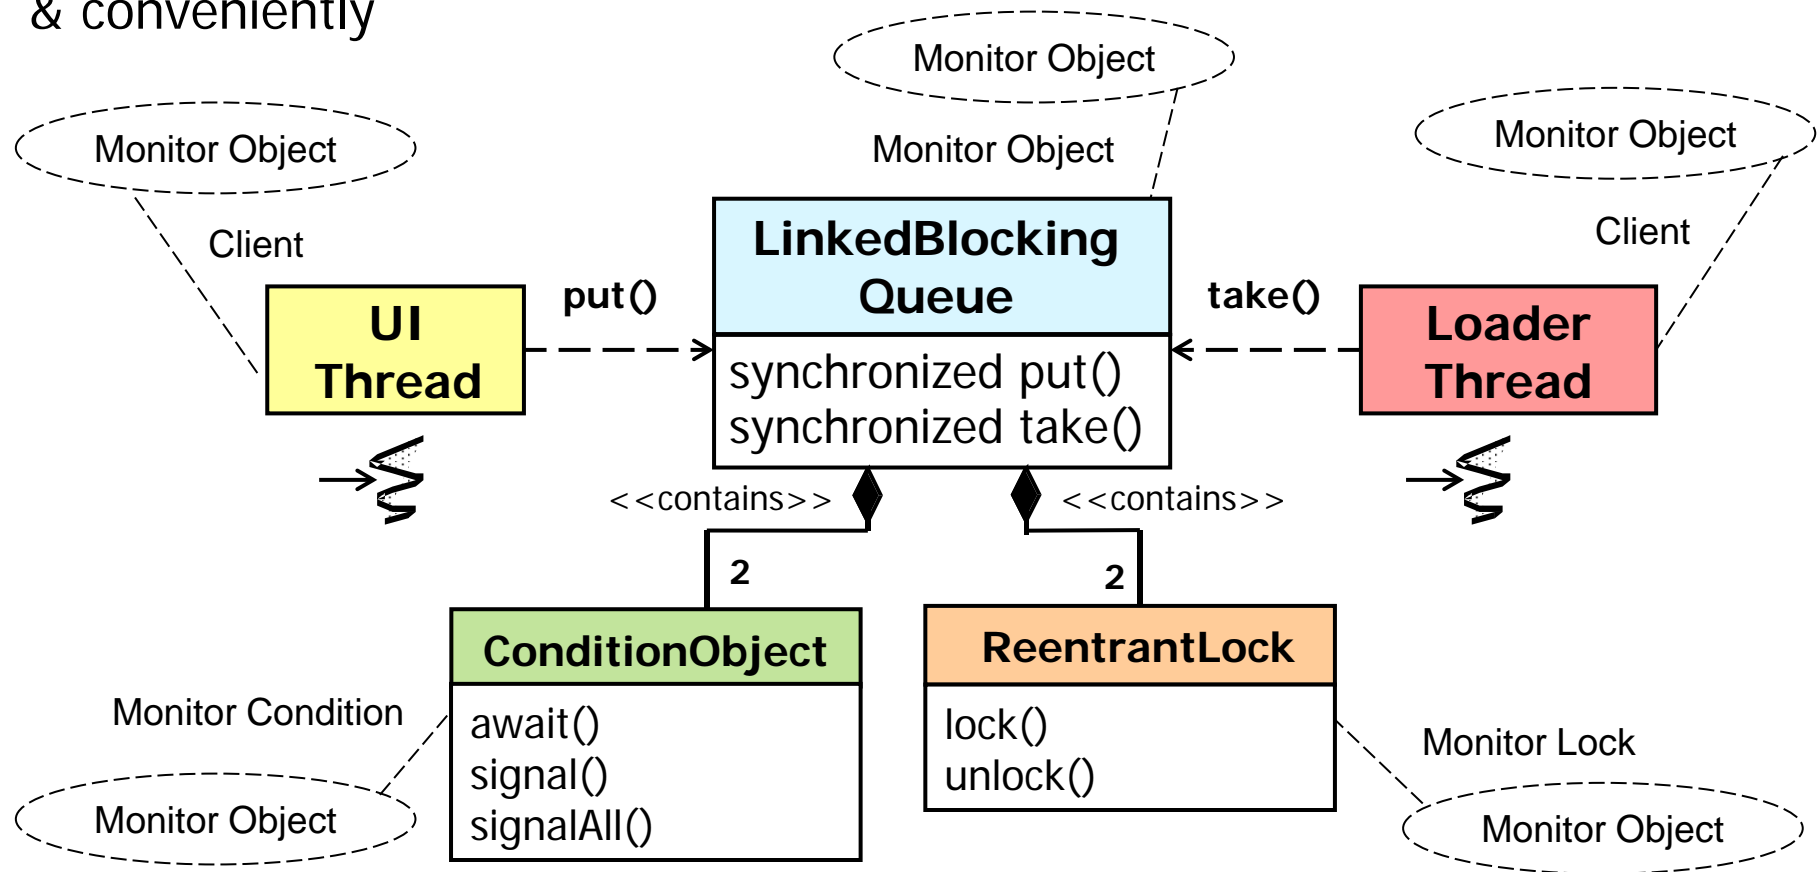 & conveniently
Monitor Object
Monitor Object
Monitor Object
Monitor Object
Client
Client
LinkedBlocking
Queue
put()
take()
UI
Thread
Loader
Thread
synchronized put()
synchronized take()
<<contains>>
<<contains>>
2
2
ConditionObject
ReentrantLock
Monitor Condition
await()
signal()
signalAll()
lock()
unlock()
Monitor Lock
Monitor Object
Monitor Object